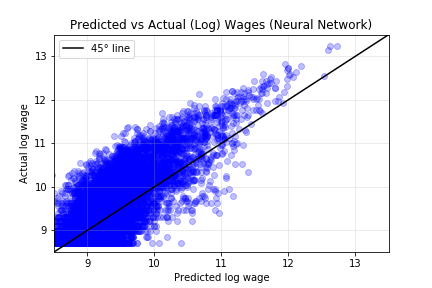 Predicted vs Actual (Log) Wages (Neural Network)
45° line
13
12
11
10
9
Actual log wage
9 10 11 12 13
Predicted log wage